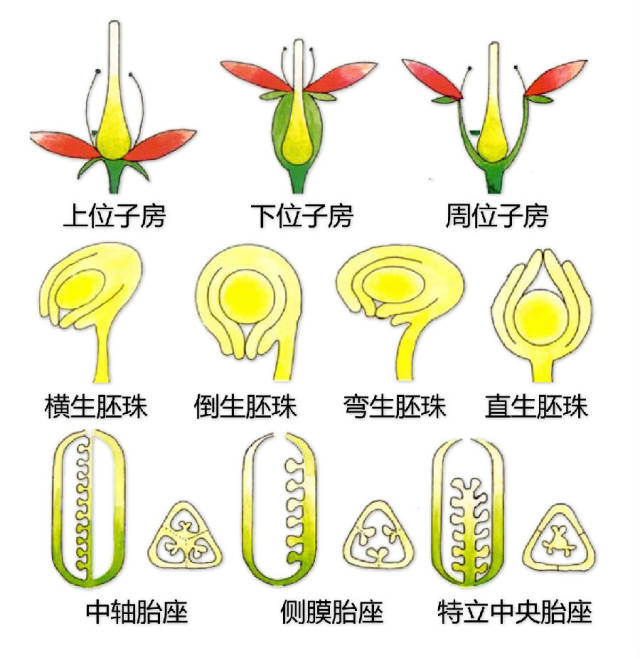 上位子房 下位子房 周位子房
横生胚珠 倒生胚珠 弯生胚珠 直生胚珠
中轴胎座 侧膜胎座 特立中央胎座